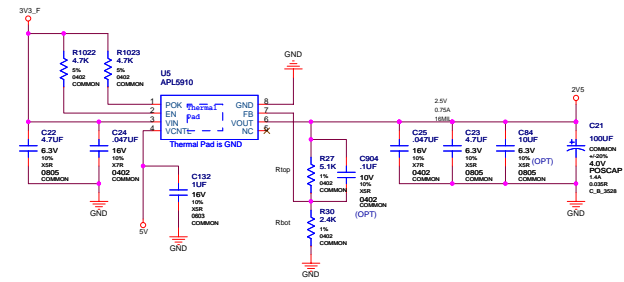 3V3_F
R1022
4.7K
5%
0402
COMMON
R1023
4.7K
5%
0402
COMMON
U5
APL5910
1 POK
2 EN
3 VIN
4 VCNTL
Thermal
Pad
GND 8
FB 7
VOUT 6
NC 5
Thermal Pad is GND
GND
C22
4.7UF
6.3V
10%
X5R
0805
COMMON
C24
.047UF
16V
10%
X7R
0402
COMMON
GND
C132
1UF
16V
10%
X5R
0603
COMMON
5V
GND
Rtop
R27
5.1K
1%
0402
COMMON
C904
.1UF
10V
10%
X5R
0402
COMMON
(OPT)
Rbot
R30
2.4K
1%
0402
COMMON
GND
2.5V
0.75A
16Mil
C25
.047UF
16V
10%
X7R
0402
COMMON
C23
4.7UF
6.3V
10%
X5R
0805
COMMON
C84
10UF
6.3V
(OPT)
10%
X5R
0805
COMMON
GND
2V5
C21
100UF
COMMON
+/-20%
4.0V
POSCAP
1.4A
0.035R
C_B_3528
GND